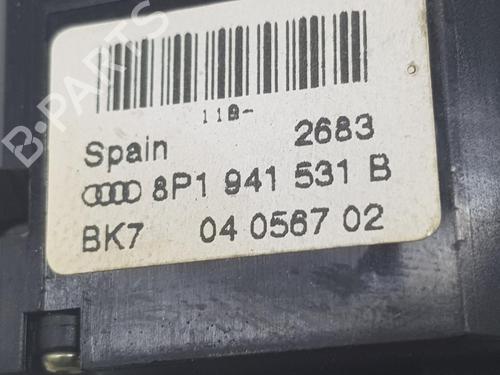 B-PARTS
118-
Spain 2683
8P1 941 531 B
BK7 04 0567 02